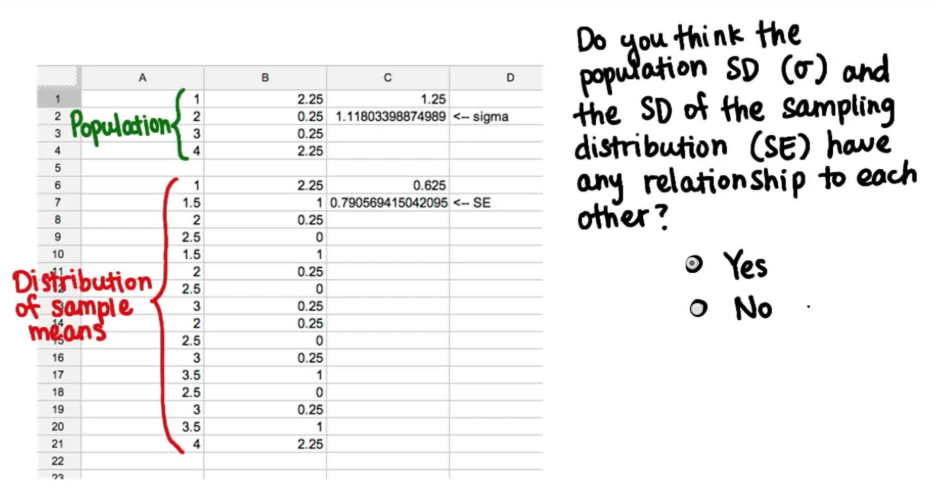 Do you think the
population SD (σ) and
the SD of the sampling
distribution (SE) have
any relationship to each
other?
Yes
No
A B C D
1 1 2.25 1.25
2 2 0.25 1.11803398874989 <-- sigma
3 3 0.25
4 4 2.25
5
6 1 2.25 0.625
7 1.5 1 0.790569415042095 <-- SE
8 2 0.25
9 2.5 0
10 1.5 1
11 2 0.25
12 2.5 0
13 3 0.25
14 2 0.25
15 2.5 0
16 3 0.25
17 3.5 1
18 2.5 0
19 3 0.25
20 3.5 1
21 4 2.25
22
23
Population
Distribution
of sample
means